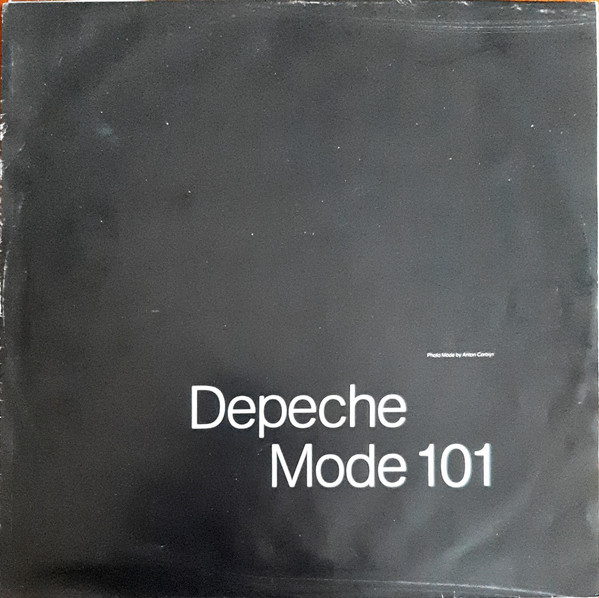 Photo Mode by Anton Corbijn
Depeche
Mode 101